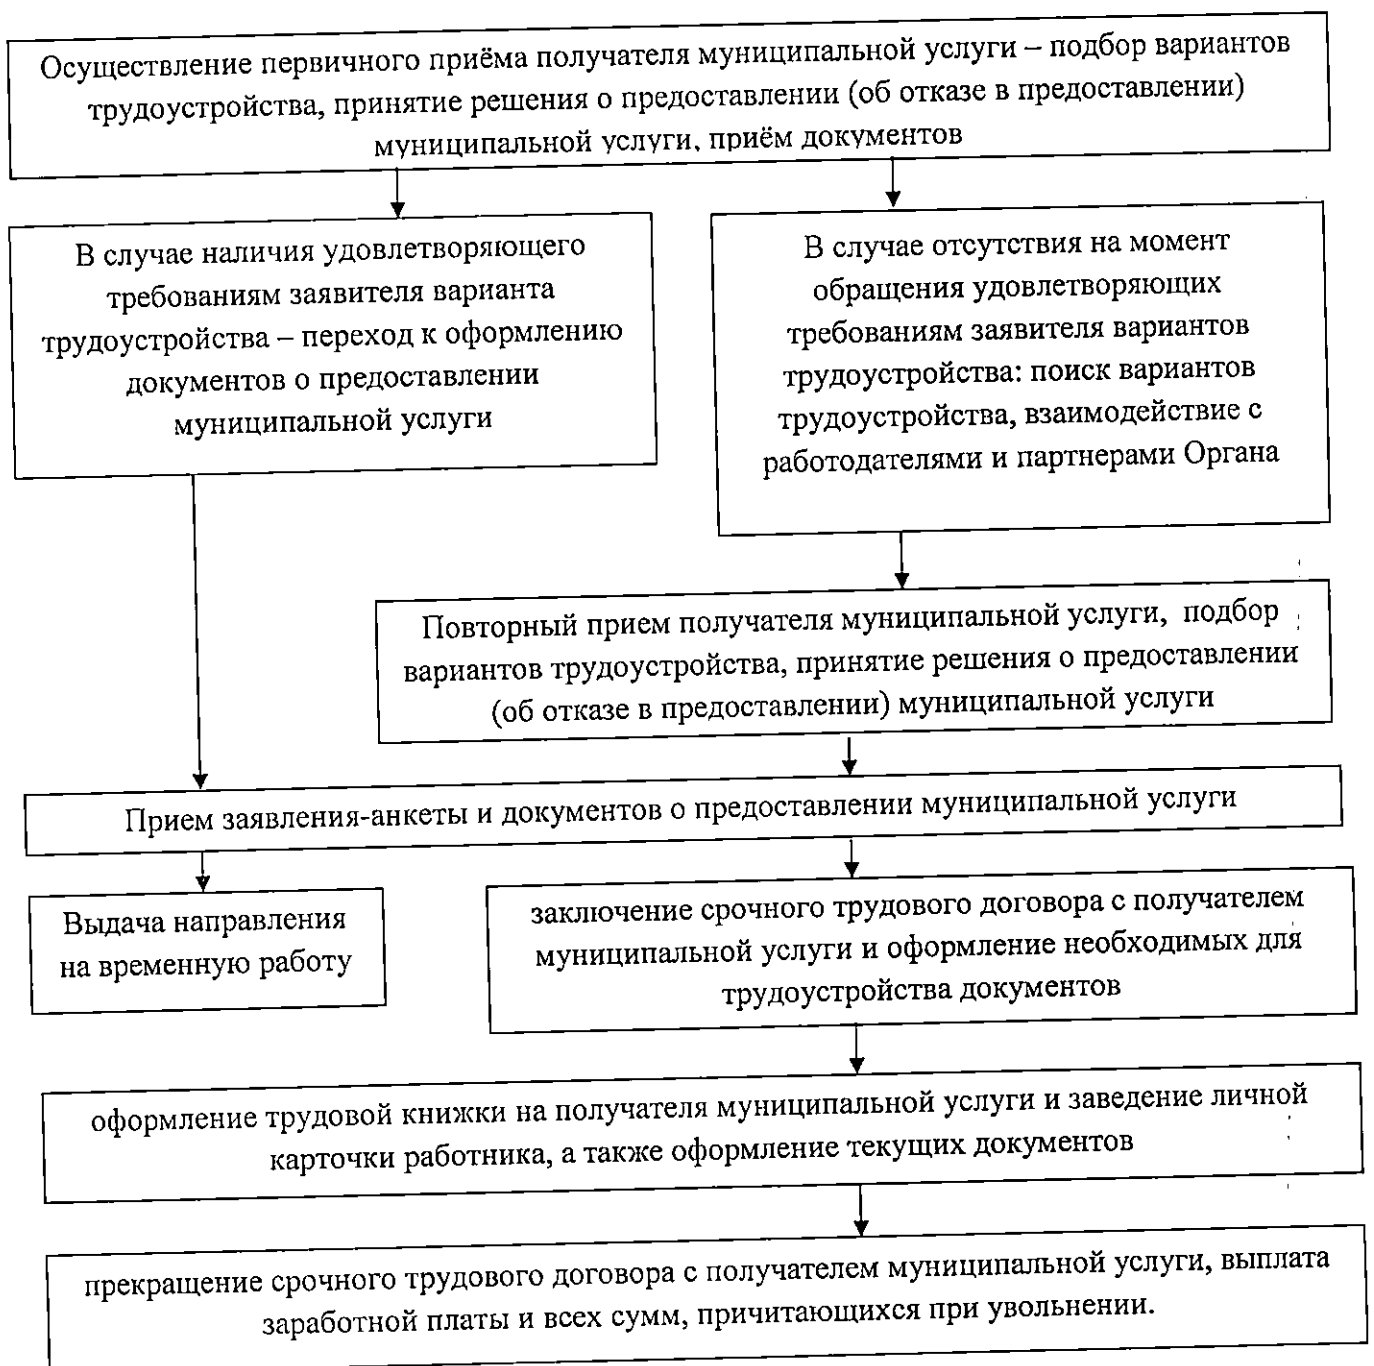 Осуществление первичного приёма получателя муниципальной услуги – подбор вариантов
трудоустройства, принятие решения о предоставлении (об отказе в предоставлении)
муниципальной услуги, приём документов
В случае наличия удовлетворяющего
требованиям заявителя варианта
трудоустройства – переход к оформлению
документов о предоставлении
муниципальной услуги
В случае отсутствия на момент
обращения удовлетворяющих
требованиям заявителя вариантов
трудоустройства: поиск вариантов
трудоустройства, взаимодействие с
работодателями и партнерами Органа
Повторный прием получателя муниципальной услуги, подбор
вариантов трудоустройства, принятие решения о предоставлении
(об отказе в предоставлении) муниципальной услуги
Прием заявления-анкеты и документов о предоставлении муниципальной услуги
Выдача направления
на временную работу
заключение срочного трудового договора с получателем
муниципальной услуги и оформление необходимых для
трудоустройства документов
оформление трудовой книжки на получателя муниципальной услуги и заведение личной
карточки работника, а также оформление текущих документов
прекращение срочного трудового договора с получателем муниципальной услуги, выплата
заработной платы и всех сумм, причитающихся при увольнении.